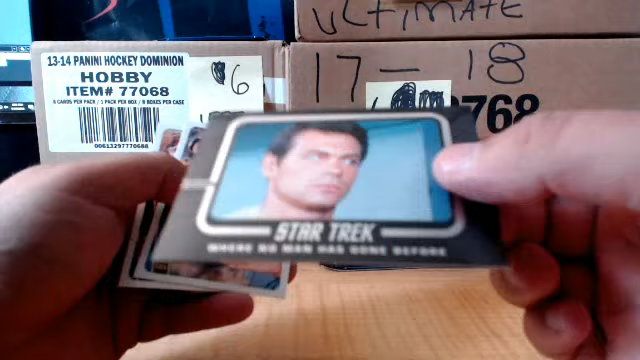 ULTIMATE
13-14 PANINI HOCKEY DOMINION
HOBBY
ITEM# 77068
6 CARDS PER PACK / 1 PACK PER BOX / 8 BOXES PER CASE
00613297770688
6
17-18
768
STAR TREK
WHERE NO MAN HAS GONE BEFORE